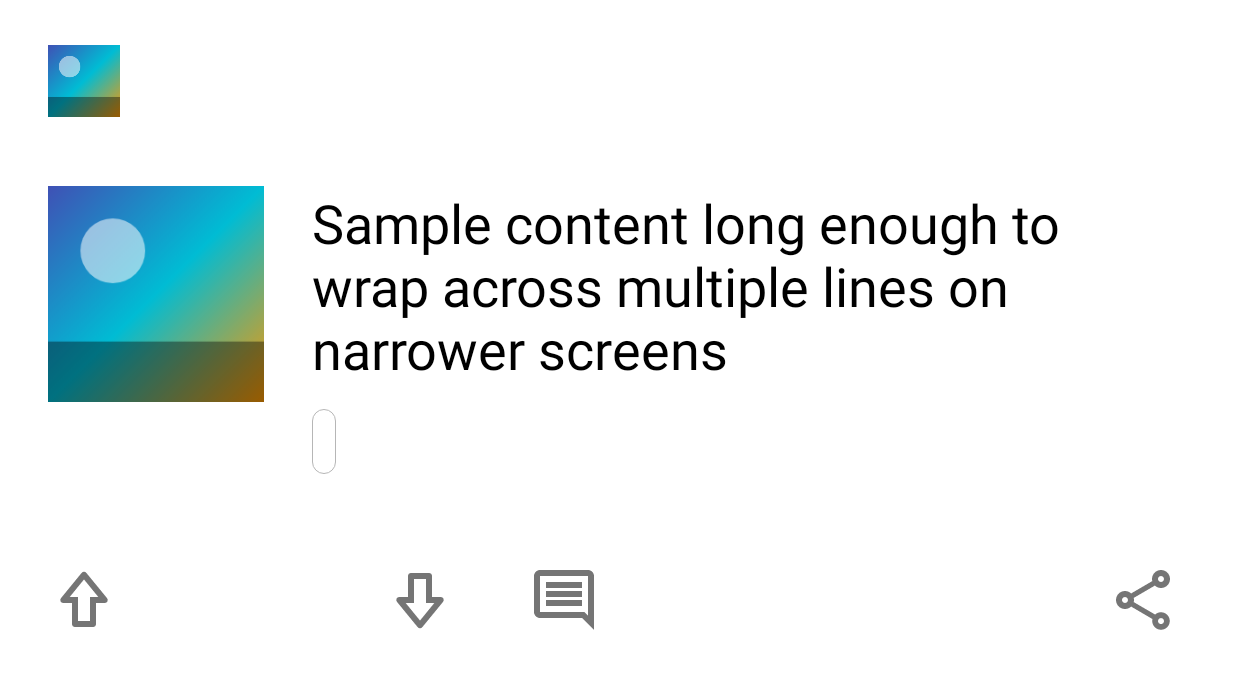 Sample content long enough to
wrap across multiple lines on
narrower screens